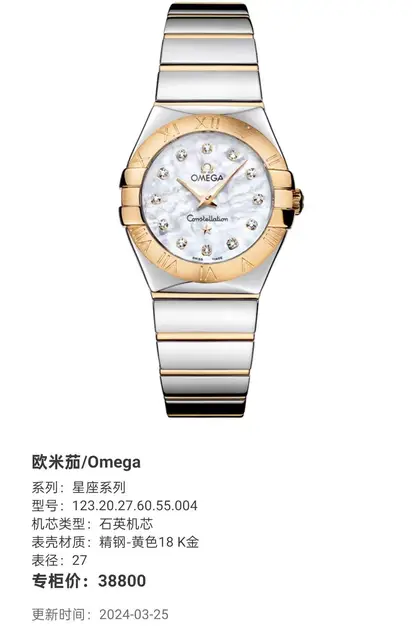 OMEGA
Constellation
SWISS MADE
欧米茄/Omega
系列：星座系列
型号：123.20.27.60.55.004
机芯类型：石英机芯
表壳材质：精钢-黄色18 K金
表径：27
专柜价：38800
更新时间：2024-03-25